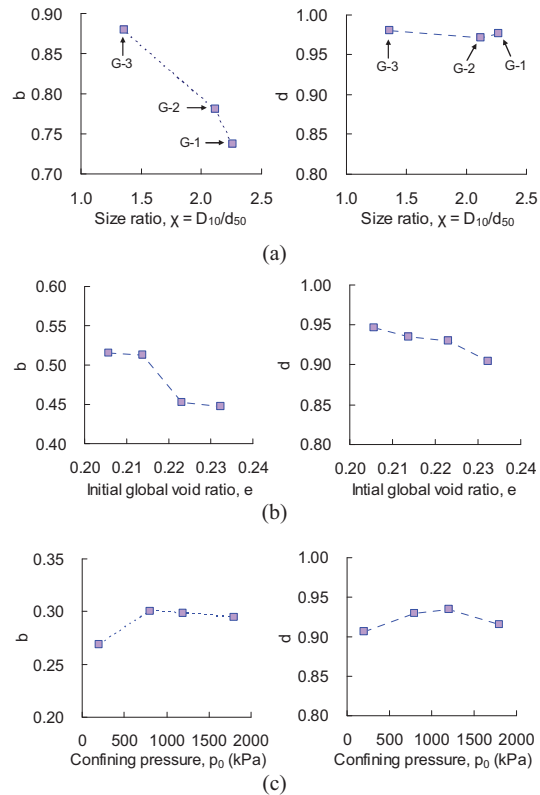 0.90
0.85
0.80
0.75
0.70
b
G-3
G-2
G-1
1.0 1.5 2.0 2.5
Size ratio, χ = D10/d50
1.00
0.95
0.90
0.85
0.80
d
G-3
G-2
G-1
1.0 1.5 2.0 2.5
Size ratio, χ = D10/d50
(a)
0.60
0.55
0.50
0.45
0.40
b
0.20 0.21 0.22 0.23 0.24
Initial global void ratio, e
1.00
0.95
0.90
0.85
0.80
d
0.20 0.21 0.22 0.23 0.24
Initial global void ratio, e
(b)
0.35
0.30
0.25
0.20
b
0 500 1000 1500 2000
Confining pressure, p0 (kPa)
1.00
0.95
0.90
0.85
0.80
d
0 500 1000 1500 2000
Confining pressure, p0 (kPa)
(c)